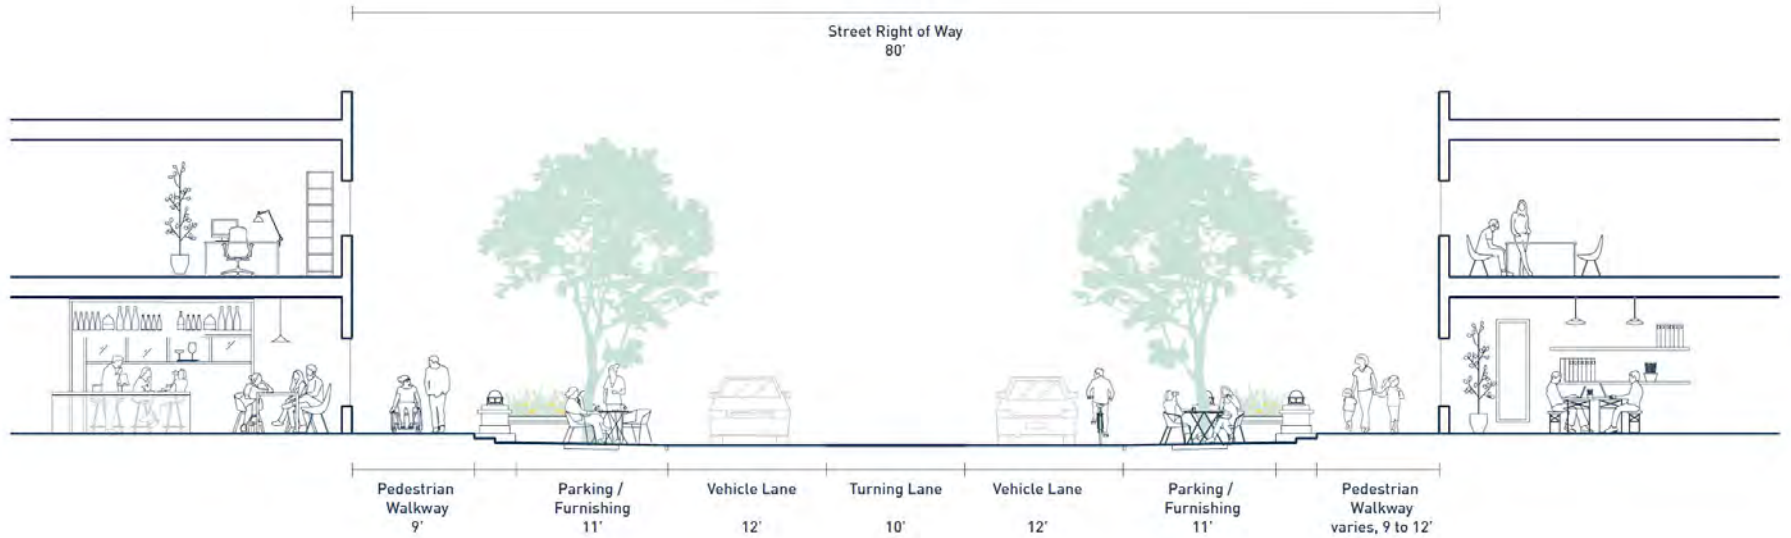 Street Right of Way
80'
Pedestrian
Walkway
9'
Parking /
Furnishing
11'
Vehicle Lane
12'
Turning Lane
10'
Vehicle Lane
12'
Parking /
Furnishing
11'
Pedestrian
Walkway
varies, 9 to 12'